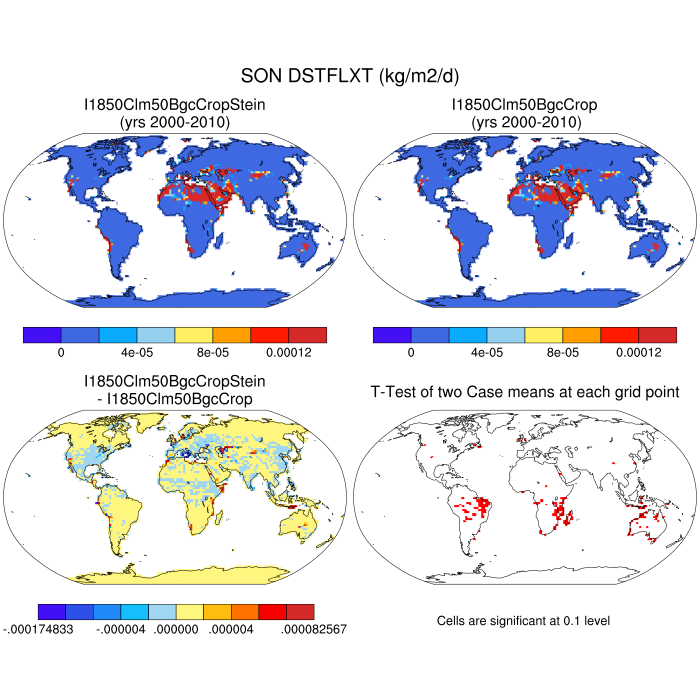 SON DSTFLXT (kg/m2/d)
I1850Clm50BgcCropStein
(yrs 2000-2010)
I1850Clm50BgcCrop
(yrs 2000-2010)
0 4e-05 8e-05 0.00012
0 4e-05 8e-05 0.00012
I1850Clm50BgcCropStein
- I1850Clm50BgcCrop
T-Test of two Case means at each grid point
-.000174833 -.000004 .000000 .000004 .000082567
Cells are significant at 0.1 level